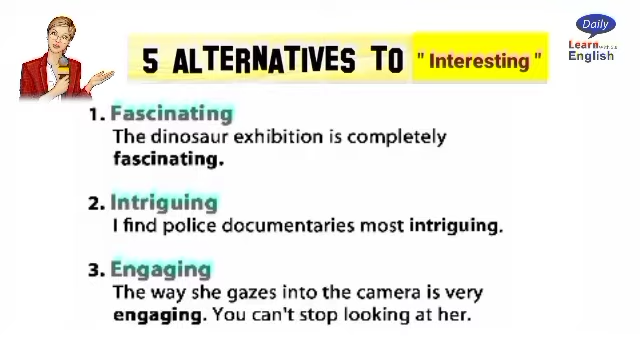 Daily
Learn
English
5 ALTERNATIVES TO " Interesting "
1. Fascinating
The dinosaur exhibition is completely
fascinating.
2. Intriguing
I find police documentaries most intriguing.
3. Engaging
The way she gazes into the camera is very
engaging. You can't stop looking at her.